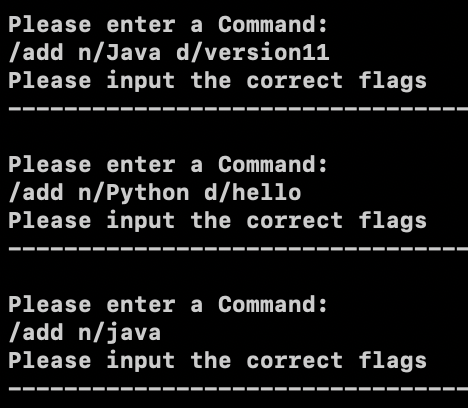 Please enter a Command:
/add n/Java d/version11
Please input the correct flags
---------------------------------
Please enter a Command:
/add n/Python d/hello
Please input the correct flags
---------------------------------
Please enter a Command:
/add n/java
Please input the correct flags
---------------------------------